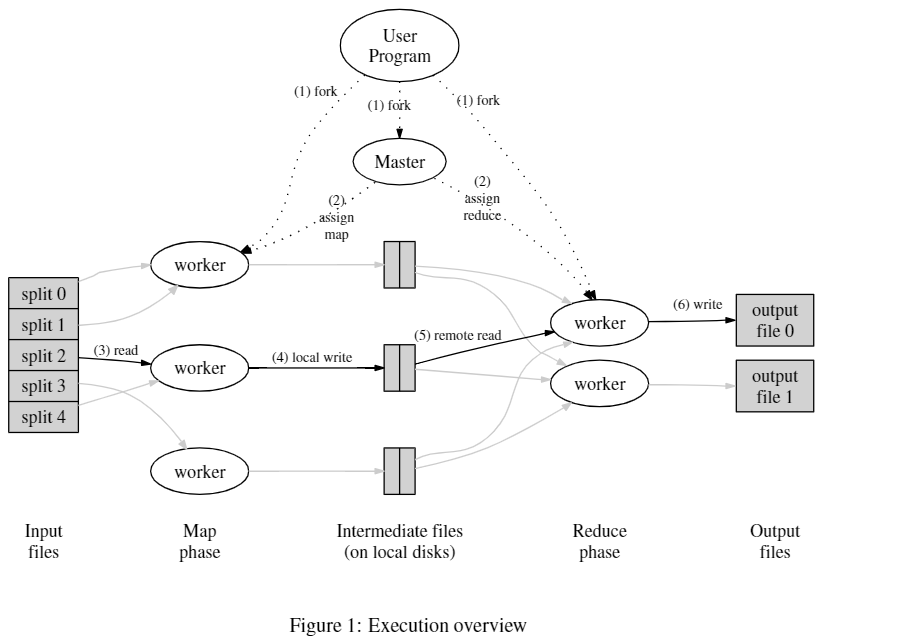 User
Program
(1) fork
(1) fork
(1) fork
Master
(2)
assign
map
(2)
assign
reduce
worker
split 0
split 1
split 2
split 3
split 4
(3) read
worker
(4) local write
(5) remote read
worker
(6) write
output
file 0
worker
output
file 1
worker
Input
files
Map
phase
Intermediate files
(on local disks)
Reduce
phase
Output
files
Figure 1: Execution overview